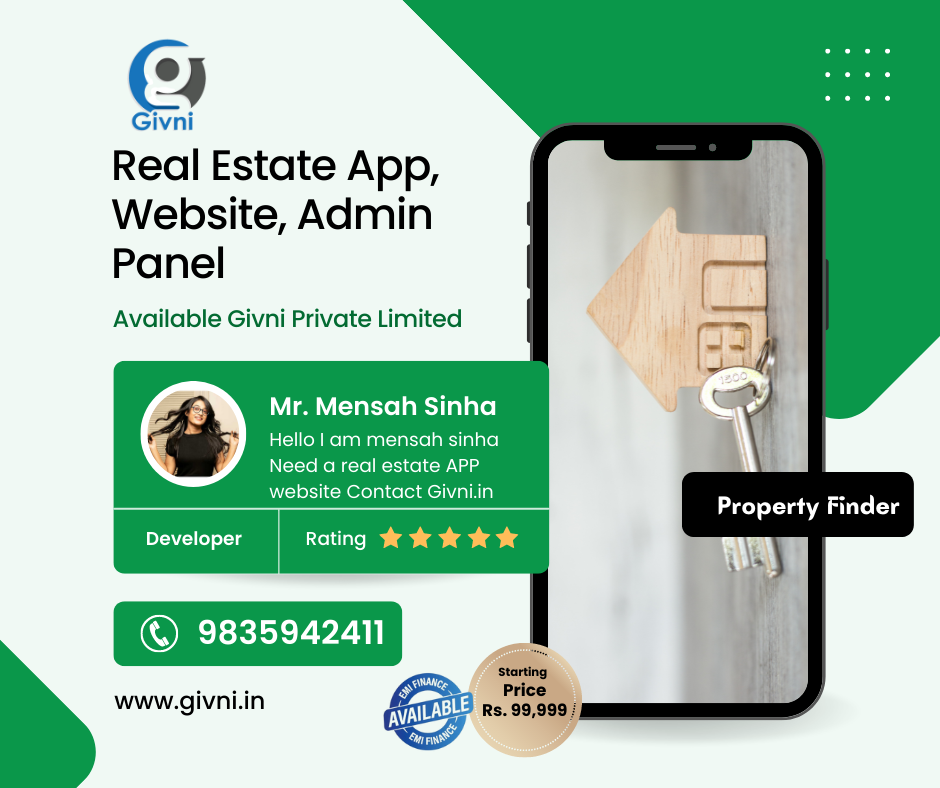 Givni
Real Estate App,
Website, Admin
Panel
Available Givni Private Limited
Mr. Mensah Sinha
Hello I am mensah sinha
Need a real estate APP
website Contact Givni.in
Developer
Rating
9835942411
www.givni.in
EMI FINANCE
AVAILABLE
EMI FINANCE
Starting
Price
Rs. 99,999
1500
Property Finder